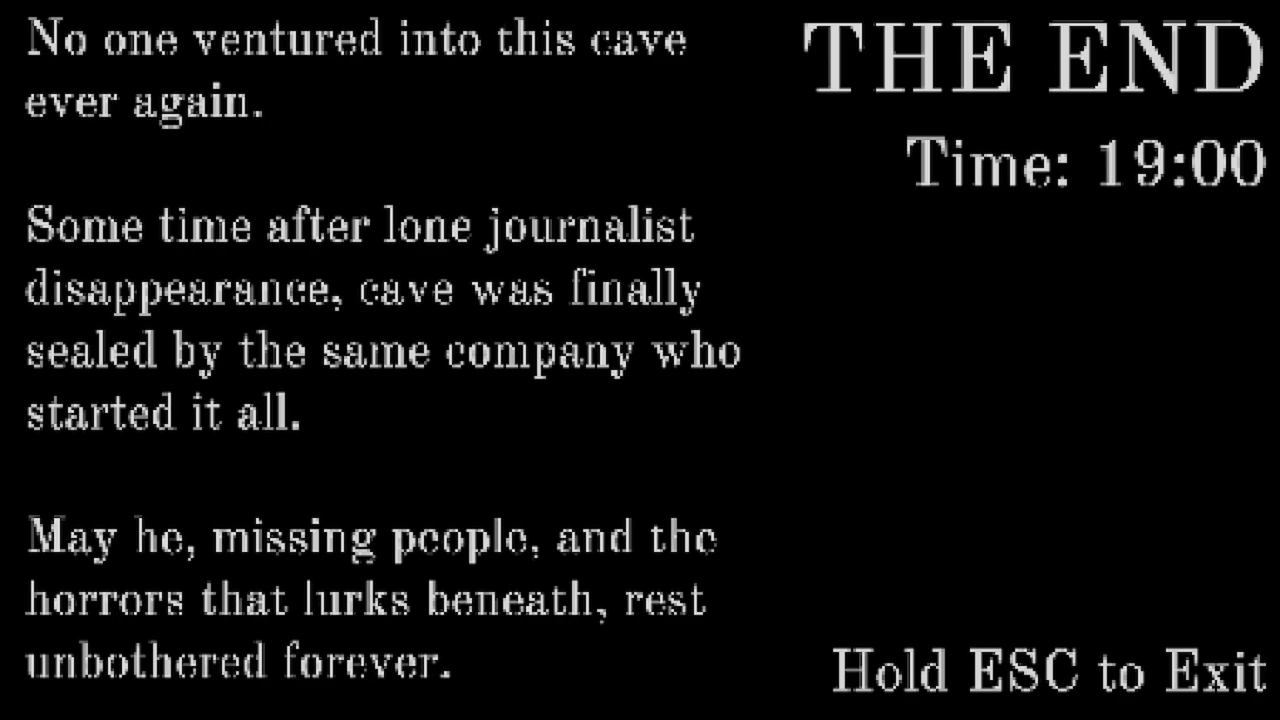 No one ventured into this cave
ever again.
Some time after lone journalist
disappearance, cave was finally
sealed by the same company who
started it all.
May he, missing people, and the
horrors that lurks beneath, rest
unbothered forever.
THE END
Time: 19:00
Hold ESC to Exit